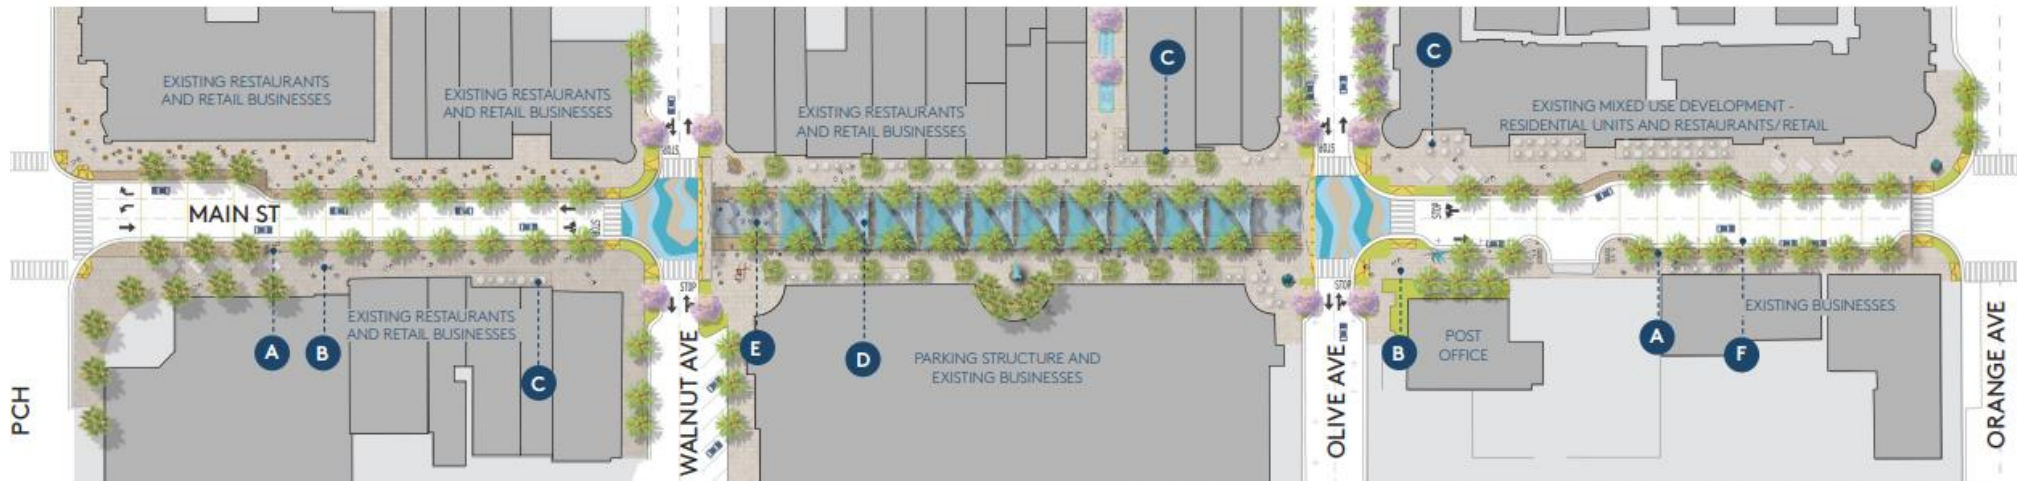 EXISTING RESTAURANTS
AND RETAIL BUSINESSES
EXISTING RESTAURANTS
AND RETAIL BUSINESSES
EXISTING RESTAURANTS
AND RETAIL BUSINESSES
C
C
EXISTING MIXED USE DEVELOPMENT -
RESIDENTIAL UNITS AND RESTAURANTS/RETAIL
STOP
STOP
MAIN ST
STOP
STOP
STOP
STOP
EXISTING RESTAURANTS
AND RETAIL BUSINESSES
A
B
C
E
D
PARKING STRUCTURE AND
EXISTING BUSINESSES
B
POST
OFFICE
A
F
EXISTING BUSINESSES
PCH
WALNUT AVE
OLIVE AVE
ORANGE AVE